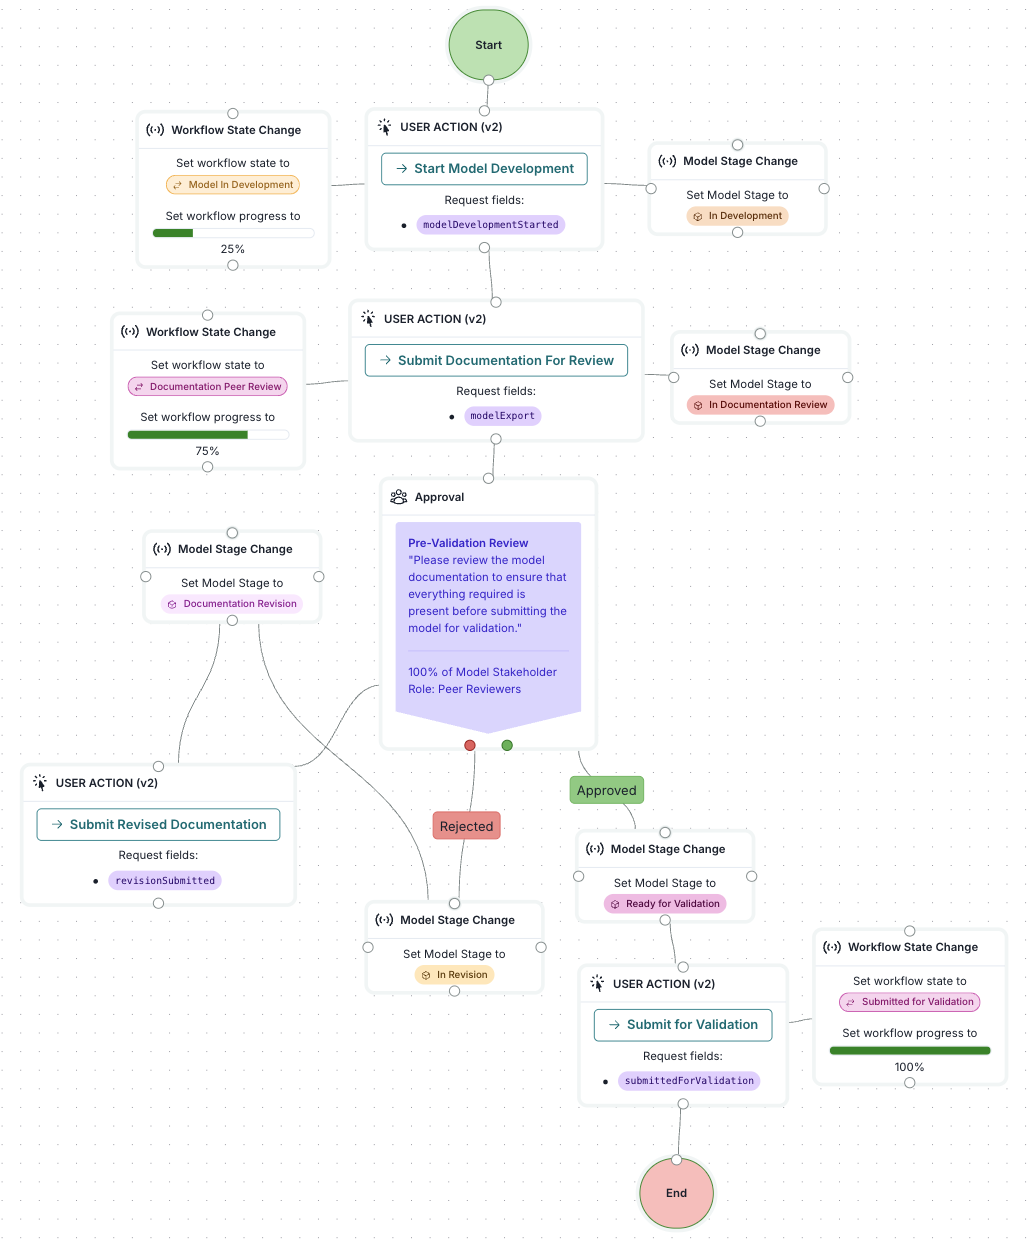 Start
Workflow State Change
Set workflow state to
Model In Development
Set workflow progress to
25%
USER ACTION (v2)
Start Model Development
Request fields:
modelDevelopmentStarted
Model Stage Change
Set Model Stage to
In Development
Workflow State Change
Set workflow state to
Documentation Peer Review
Set workflow progress to
75%
USER ACTION (v2)
Submit Documentation For Review
Request fields:
modelExport
Model Stage Change
Set Model Stage to
In Documentation Review
Approval
Pre-Validation Review
"Please review the model
documentation to ensure that
everything required is
present before submitting the
model for validation."
100% of Model Stakeholder
Role: Peer Reviewers
Model Stage Change
Set Model Stage to
Documentation Revision
USER ACTION (v2)
Submit Revised Documentation
Request fields:
revisionSubmitted
Rejected
Approved
Model Stage Change
Set Model Stage to
In Revision
Model Stage Change
Set Model Stage to
Ready for Validation
USER ACTION (v2)
Submit for Validation
Request fields:
submittedForValidation
Workflow State Change
Set workflow state to
Submitted for Validation
Set workflow progress to
100%
End